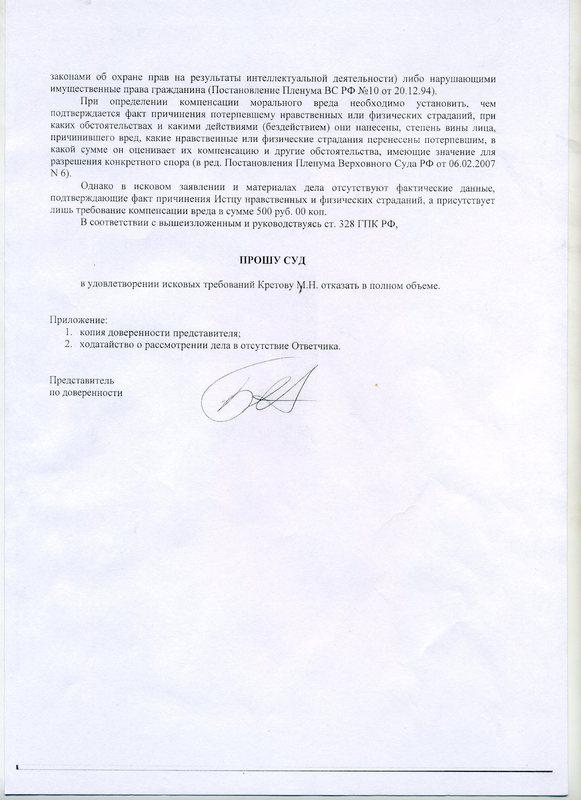 законами об охране прав на результаты интеллектуальной деятельности) либо нарушающими
имущественные права гражданина (Постановление Пленума ВС РФ №10 от 20.12.94).
При определении компенсации морального вреда необходимо установить, чем
подтверждается факт причинения потерпевшему нравственных или физических страданий, при
каких обстоятельствах и какими действиями (бездействием) они нанесены, степень вины лица,
причинившего вред, какие нравственные или физические страдания перенесены потерпевшим, в
какой сумме он оценивает их компенсацию и другие обстоятельства, имеющие значение для
разрешения конкретного спора (в ред. Постановления Пленума Верховного Суда РФ от 06.02.2007
N 6).
Однако в исковом заявлении и материалах дела отсутствуют фактические данные,
подтверждающие факт причинения Истцу нравственных и физических страданий, а присутствует
лишь требование компенсации вреда в сумме 500 руб. 00 коп.
В соответствии с вышеизложенным и руководствуясь ст. 328 ГПК РФ,
ПРОШУ СУД
в удовлетворении исковых требований Кретову М.Н. отказать в полном объеме.
Приложение:
1. копия доверенности представителя;
2. ходатайство о рассмотрении дела в отсутствие Ответчика.
Представитель
по доверенности